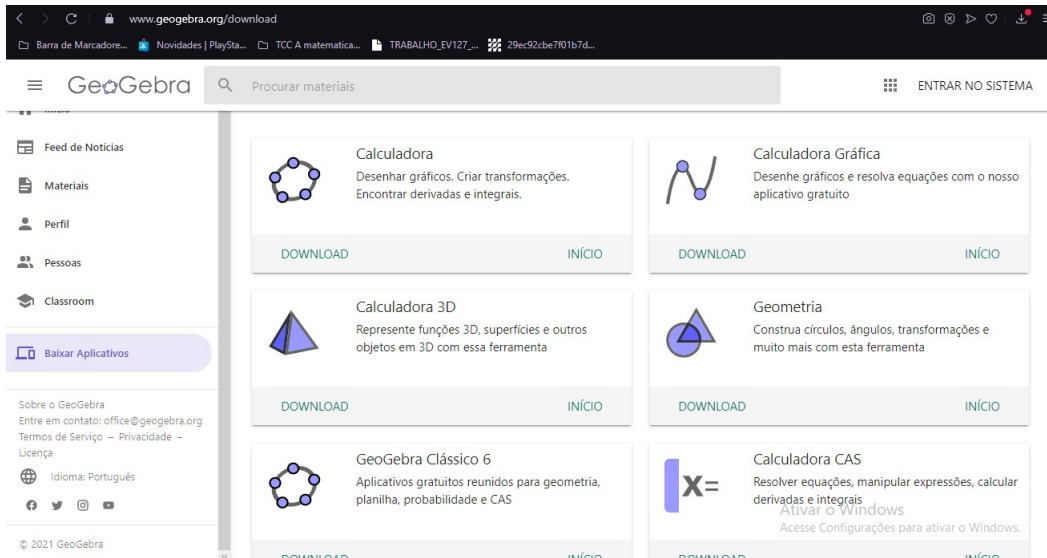 www.geogebra.org/download
Barra de Marcadore... Novidades | PlaySta... TCC A matematica... TRABALHO_EV127_... 29ec92cbe7f01b7d...
GeoGebra
Procurar materiais
ENTRAR NO SISTEMA
Início
Feed de Notícias
Materiais
Perfil
Pessoas
Classroom
Baixar Aplicativos
Sobre o GeoGebra
Entre em contato: office@geogebra.org
Termos de Serviço – Privacidade –
Licença
Idioma: Português
© 2021 GeoGebra
Calculadora
Desenhar gráficos. Criar transformações.
Encontrar derivadas e integrais.
DOWNLOAD INÍCIO
Calculadora Gráfica
Desenhe gráficos e resolva equações com o nosso
aplicativo gratuito
DOWNLOAD INÍCIO
Calculadora 3D
Represente funções 3D, superfícies e outros
objetos em 3D com essa ferramenta
DOWNLOAD INÍCIO
Geometria
Construa círculos, ângulos, transformações e
muito mais com esta ferramenta
DOWNLOAD INÍCIO
GeoGebra Clássico 6
Aplicativos gratuitos reunidos para geometria,
planilha, probabilidade e CAS
DOWNLOAD INÍCIO
X=
Calculadora CAS
Resolver equações, manipular expressões, calcular
derivadas e integrais
Ativar o Windows
Acesse Configurações para ativar o Windows.
DOWNLOAD INÍCIO